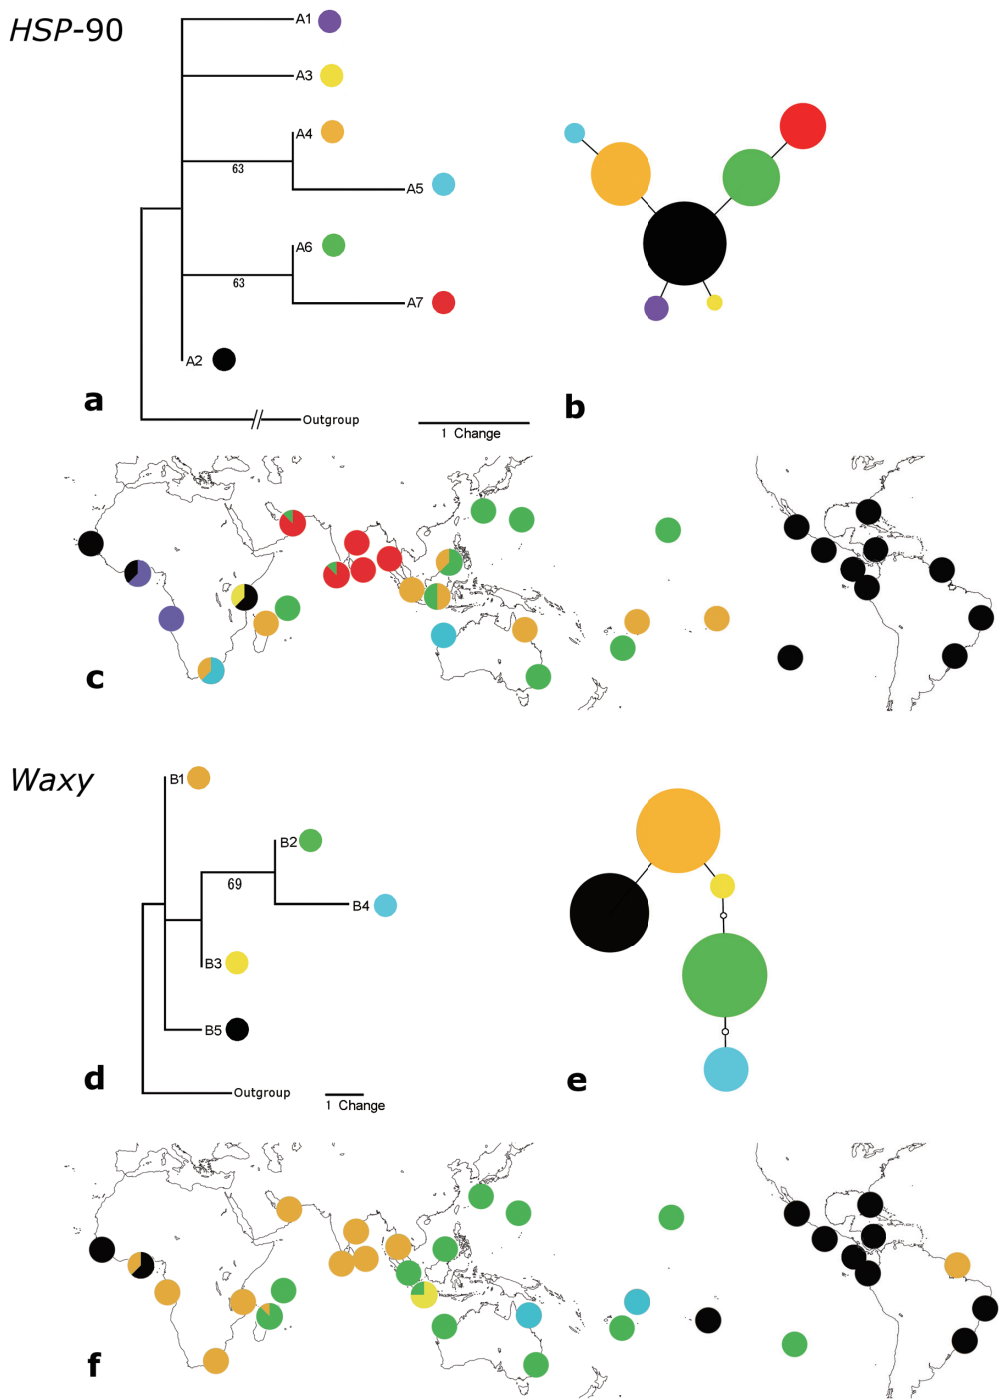 HSP-90
A1
A3
A4
63
A5
A6
63
A7
A2
a
Outgroup
1 Change
b
c
Waxy
B1
B2
69
B4
B3
B5
d
Outgroup
1 Change
e
f